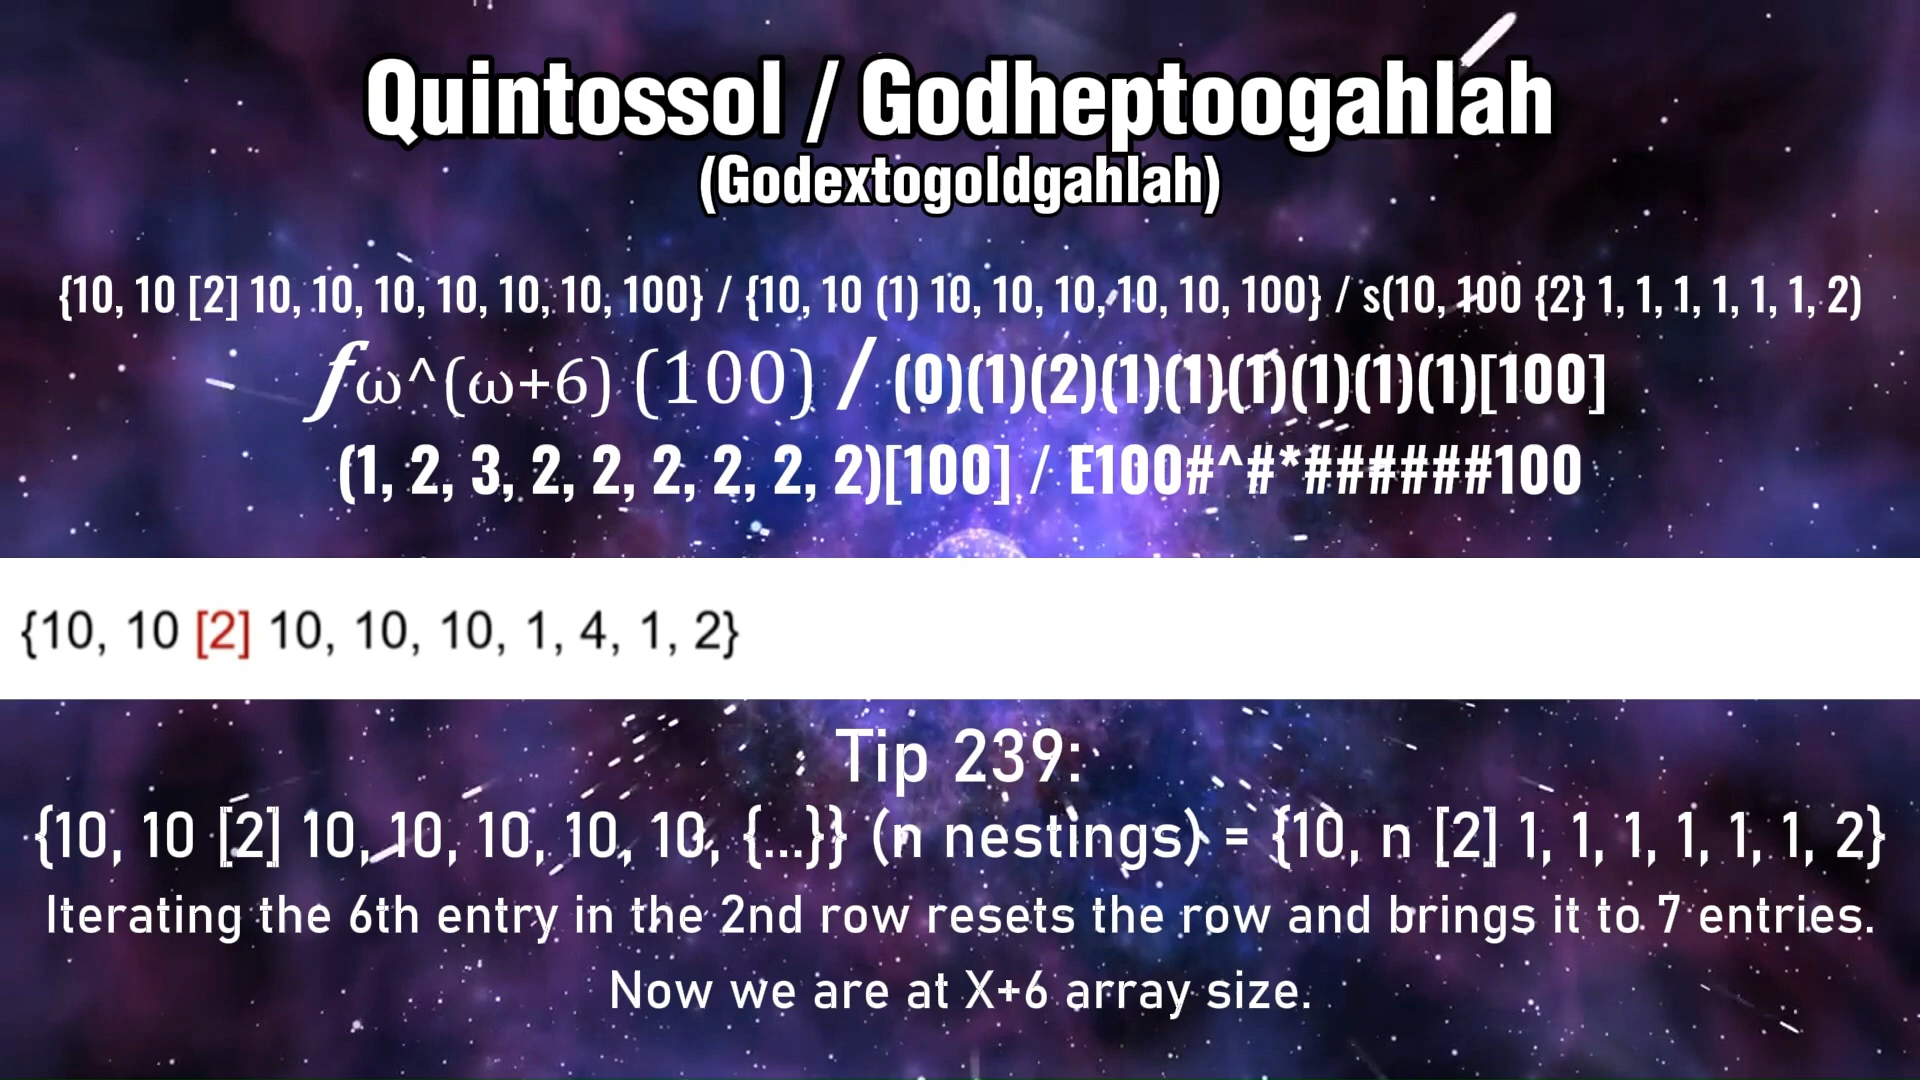 Quintossol / Godheptoogahlah
(Godextogoldgahlah)
{10, 10 [2] 10, 10, 10, 10, 10, 10, 100} / {10, 10 (1) 10, 10, 10, 10, 10, 100} / s(10, 100 {2} 1, 1, 1, 1, 1, 1, 2)
fω^(ω+6) (100) / (0)(1)(2)(1)(1)(1)(1)(1)(1)[100]
(1, 2, 3, 2, 2, 2, 2, 2, 2)[100] / E100#^#*######100
{10, 10 [2] 10, 10, 10, 1, 4, 1, 2}
Tip 239:
{10, 10 [2] 10, 10, 10, 10, 10, {...}} (n nestings) = {10, n [2] 1, 1, 1, 1, 1, 1, 2}
Iterating the 6th entry in the 2nd row resets the row and brings it to 7 entries.
Now we are at X+6 array size.